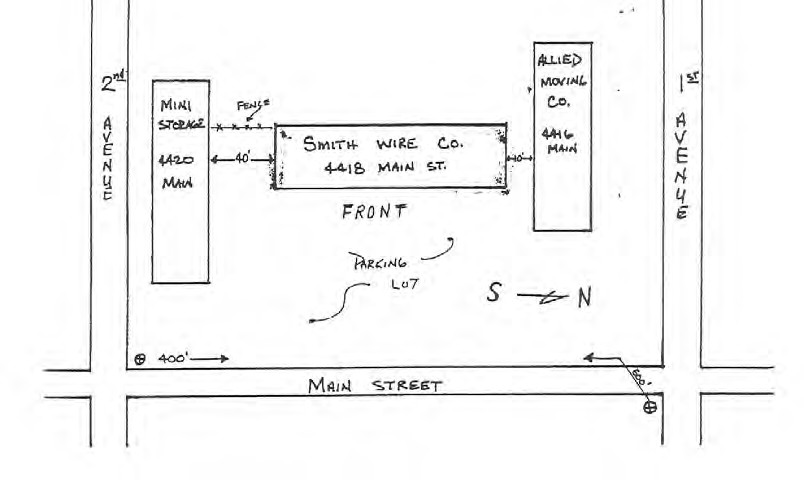 2nd
AVENUE
MINI
STORAGE
4420
MAIN
FENCE
40'
SMITH WIRE CO.
4418 MAIN ST.
FRONT
10'
ALLIED
MOVING
CO.
4416
MAIN
1st
AVENUE
PARKING
LOT
S N
400'
MAIN STREET